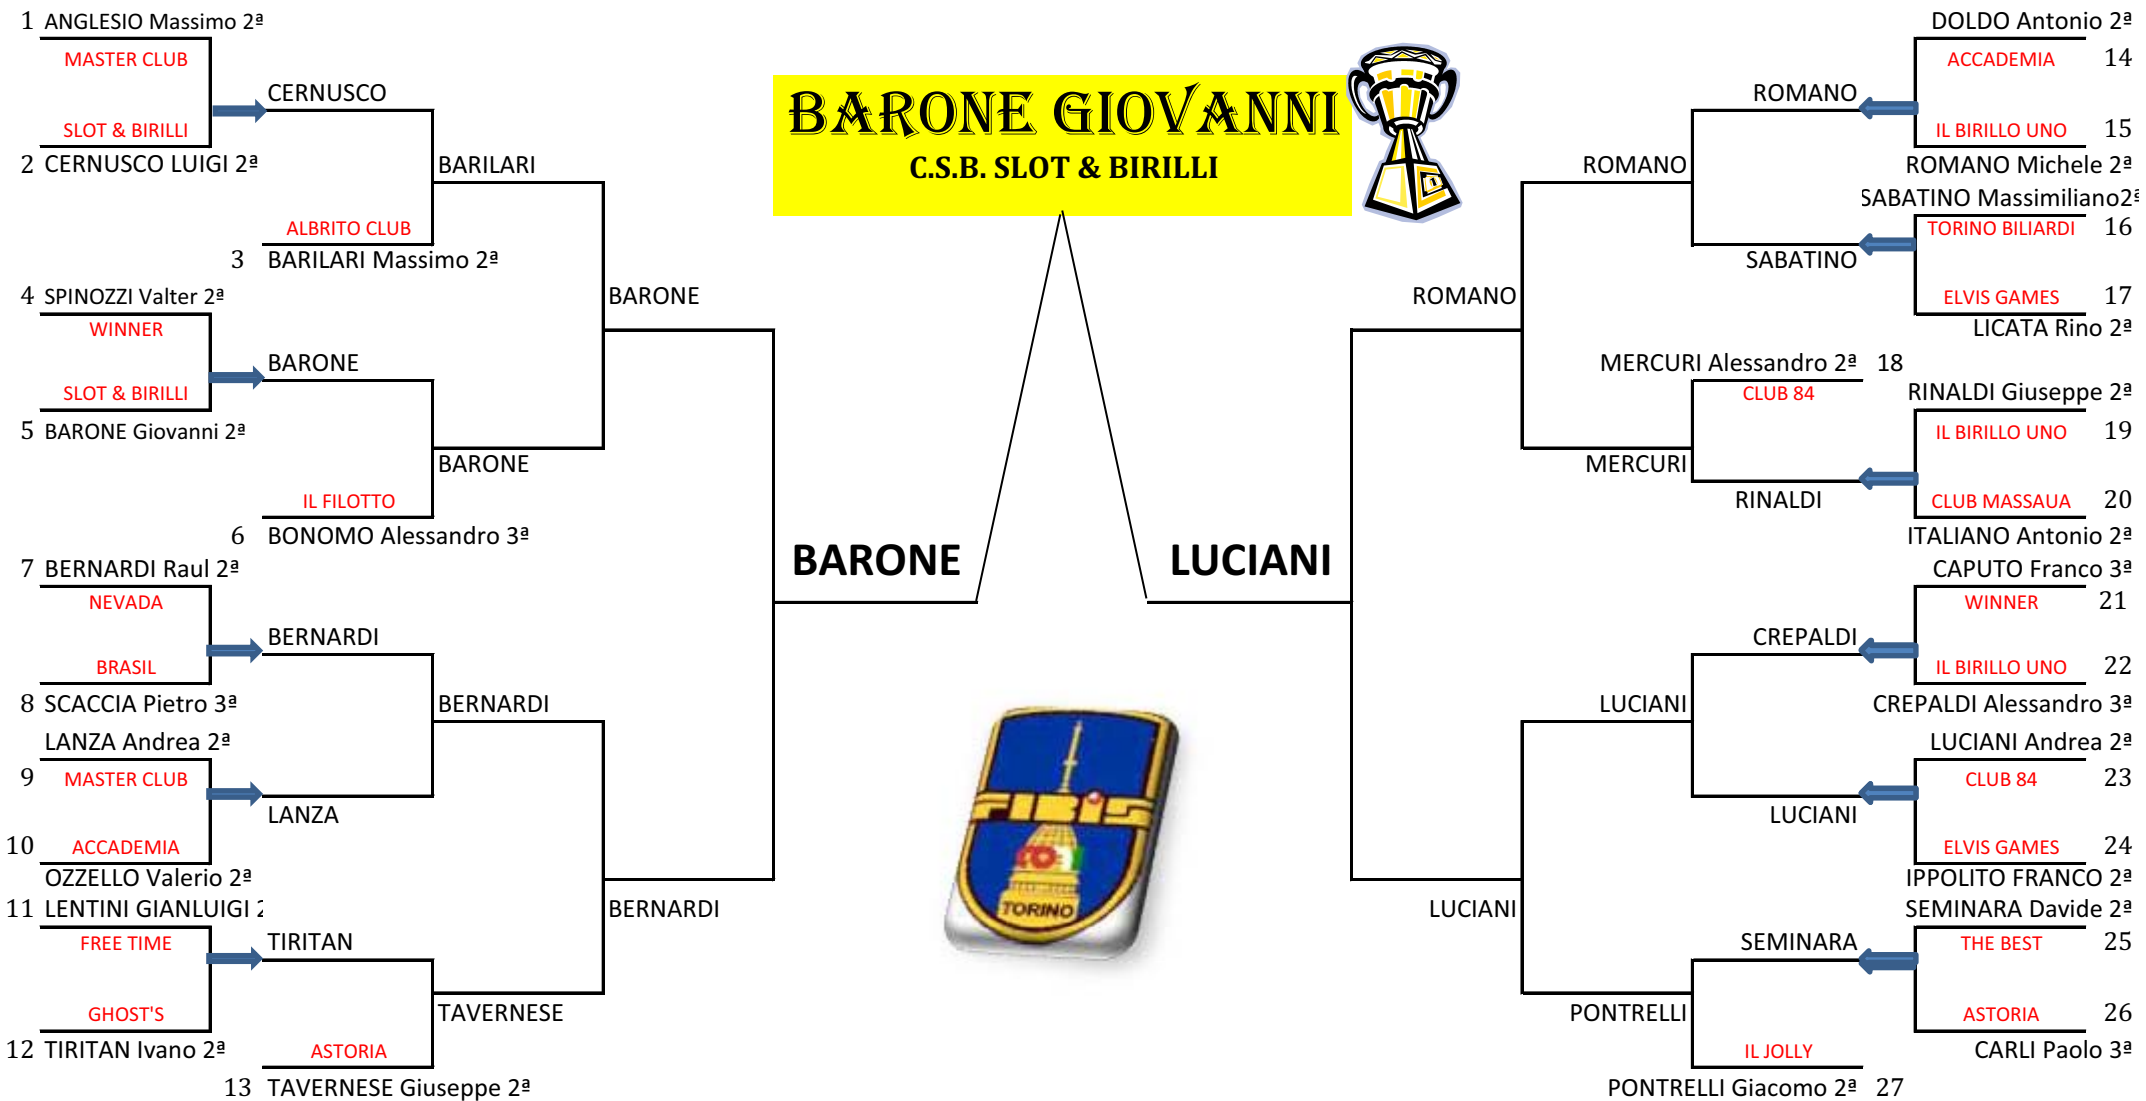 1 ANGLESIO Massimo 2ª
MASTER CLUB
CERNUSCO
SLOT & BIRILLI
2 CERNUSCO LUIGI 2ª
BARILARI
ALBRITO CLUB
3 BARILARI Massimo 2ª
4 SPINOZZI Valter 2ª
BARONE
WINNER
BARONE
SLOT & BIRILLI
5 BARONE Giovanni 2ª
BARONE
IL FILOTTO
6 BONOMO Alessandro 3ª
7 BERNARDI Raul 2ª
NEVADA
BERNARDI
BRASIL
8 SCACCIA Pietro 3ª
BERNARDI
LANZA Andrea 2ª
9 MASTER CLUB
LANZA
10 ACCADEMIA
OZZELLO Valerio 2ª
11 LENTINI GIANLUIGI 2
BERNARDI
FREE TIME
TIRITAN
GHOST'S
TAVERNESE
12 TIRITAN Ivano 2ª
ASTORIA
13 TAVERNESE Giuseppe 2ª
BARONE GIOVANNI
C.S.B. SLOT & BIRILLI
BARONE
LUCIANI
FIBIS
TORINO
DOLDO Antonio 2ª
ACCADEMIA 14
ROMANO
IL BIRILLO UNO 15
ROMANO
ROMANO Michele 2ª
SABATINO Massimiliano2ª
TORINO BILIARDI 16
SABATINO
ROMANO
ELVIS GAMES 17
LICATA Rino 2ª
MERCURI Alessandro 2ª 18
CLUB 84
RINALDI Giuseppe 2ª
IL BIRILLO UNO 19
MERCURI
RINALDI
CLUB MASSAUA 20
ITALIANO Antonio 2ª
CAPUTO Franco 3ª
WINNER 21
CREPALDI
IL BIRILLO UNO 22
LUCIANI
CREPALDI Alessandro 3ª
LUCIANI Andrea 2ª
CLUB 84 23
LUCIANI
ELVIS GAMES 24
IPPOLITO FRANCO 2ª
LUCIANI
SEMINARA Davide 2ª
SEMINARA
THE BEST 25
PONTRELLI
ASTORIA 26
CARLI Paolo 3ª
IL JOLLY
PONTRELLI Giacomo 2ª 27